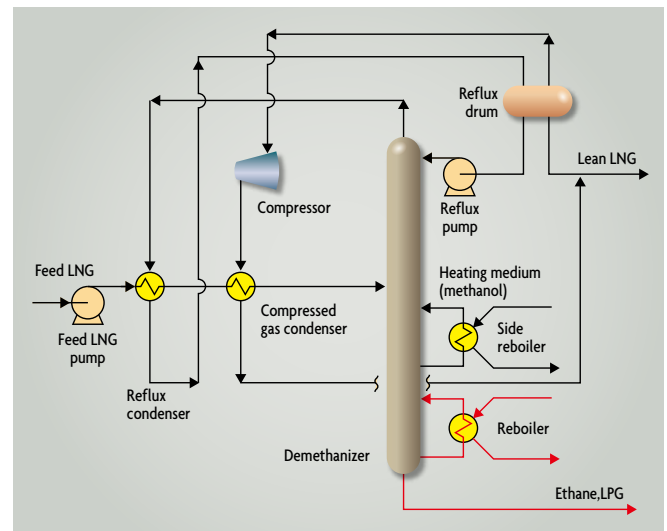 Reflux
drum
Lean LNG
Compressor
Reflux
pump
Feed LNG
Feed LNG
pump
Compressed
gas condenser
Heating medium
(methanol)
Side
reboiler
Reflux
condenser
Reboiler
Demethanizer
Ethane,LPG